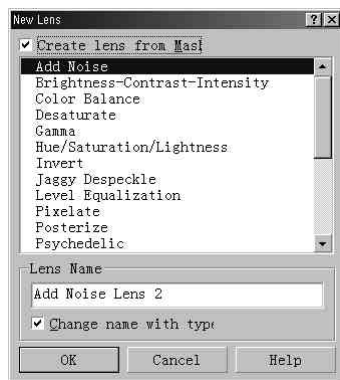 New Lens
Create lens from Mas
Add Noise
Brightness-Contrast-Intensity
Color Balance
Desaturate
Gamma
Hue/Saturation/Lightness
Invert
Jaggy Despeckle
Level Equalization
Pixelate
Posterize
Psychedelic
Lens Name
Add Noise Lens 2
Change name with type
OK Cancel Help